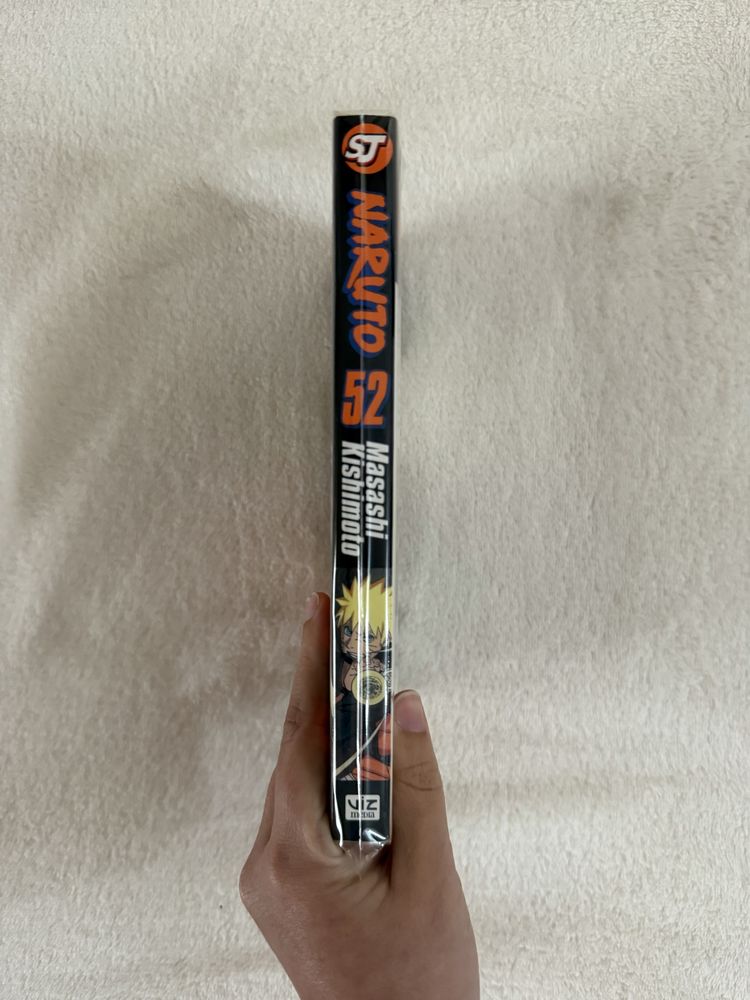 SJ
NARUTO
52
Masashi
Kishimoto
VIZ
media